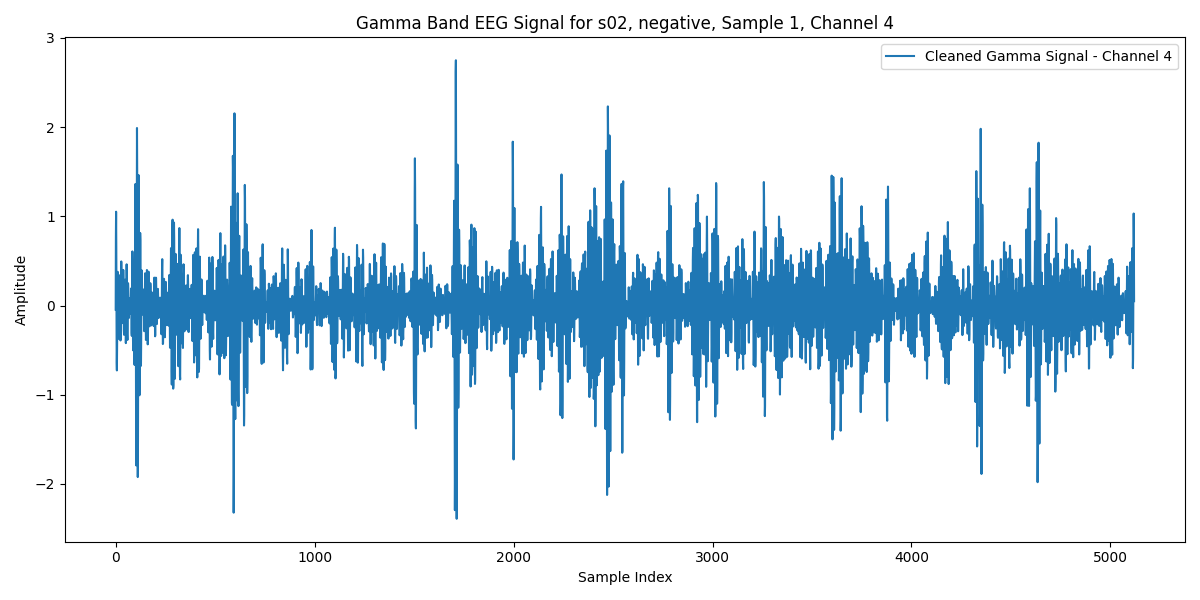 Gamma Band EEG Signal for s02, negative, Sample 1, Channel 4
Cleaned Gamma Signal - Channel 4
Amplitude
3
2
1
0
−1
−2
0 1000 2000 3000 4000 5000
Sample Index